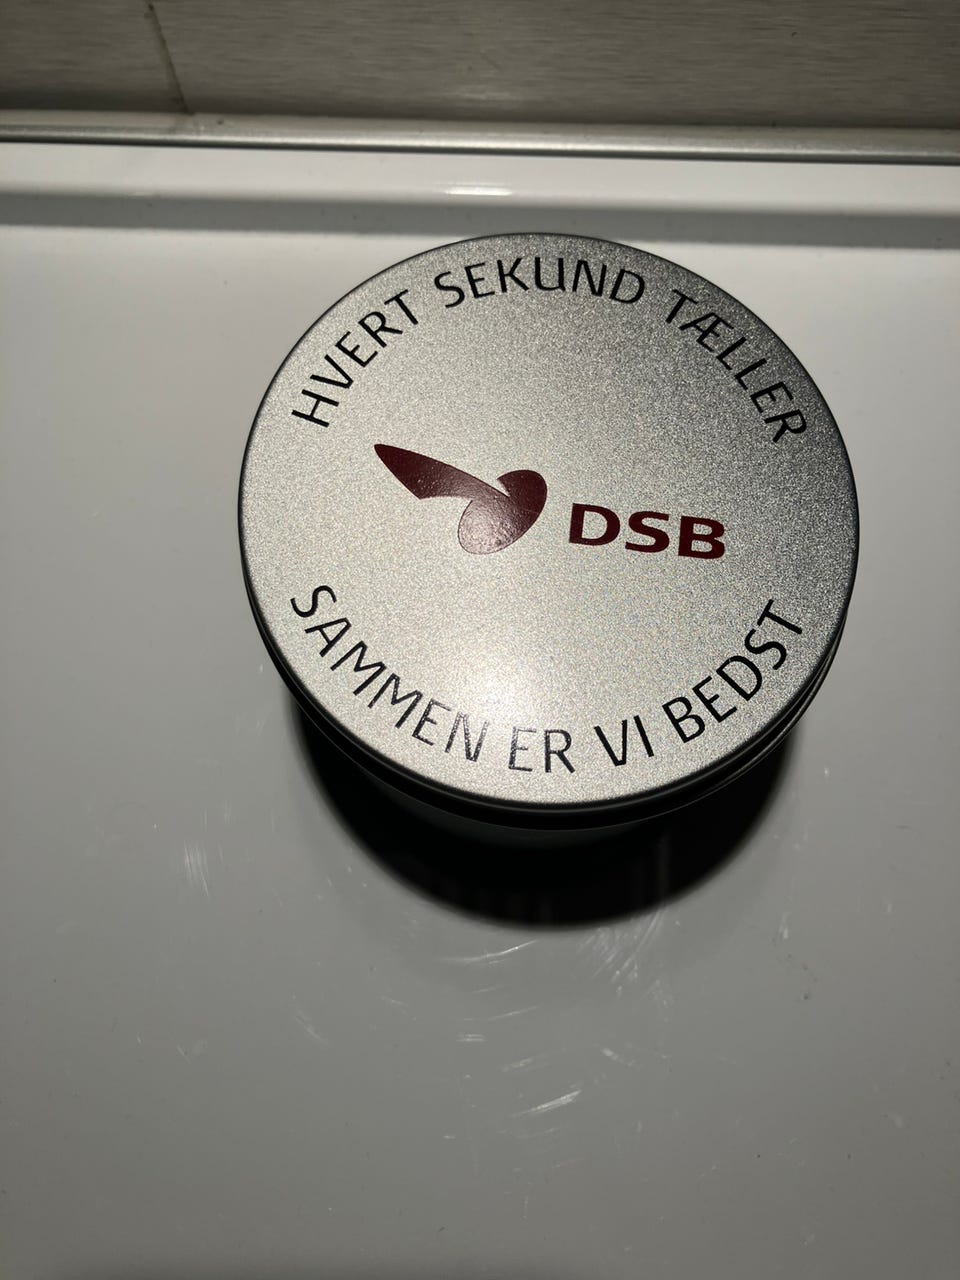 HVERT SEKUND TÆLLER
DSB
SAMMEN ER VI BEDST